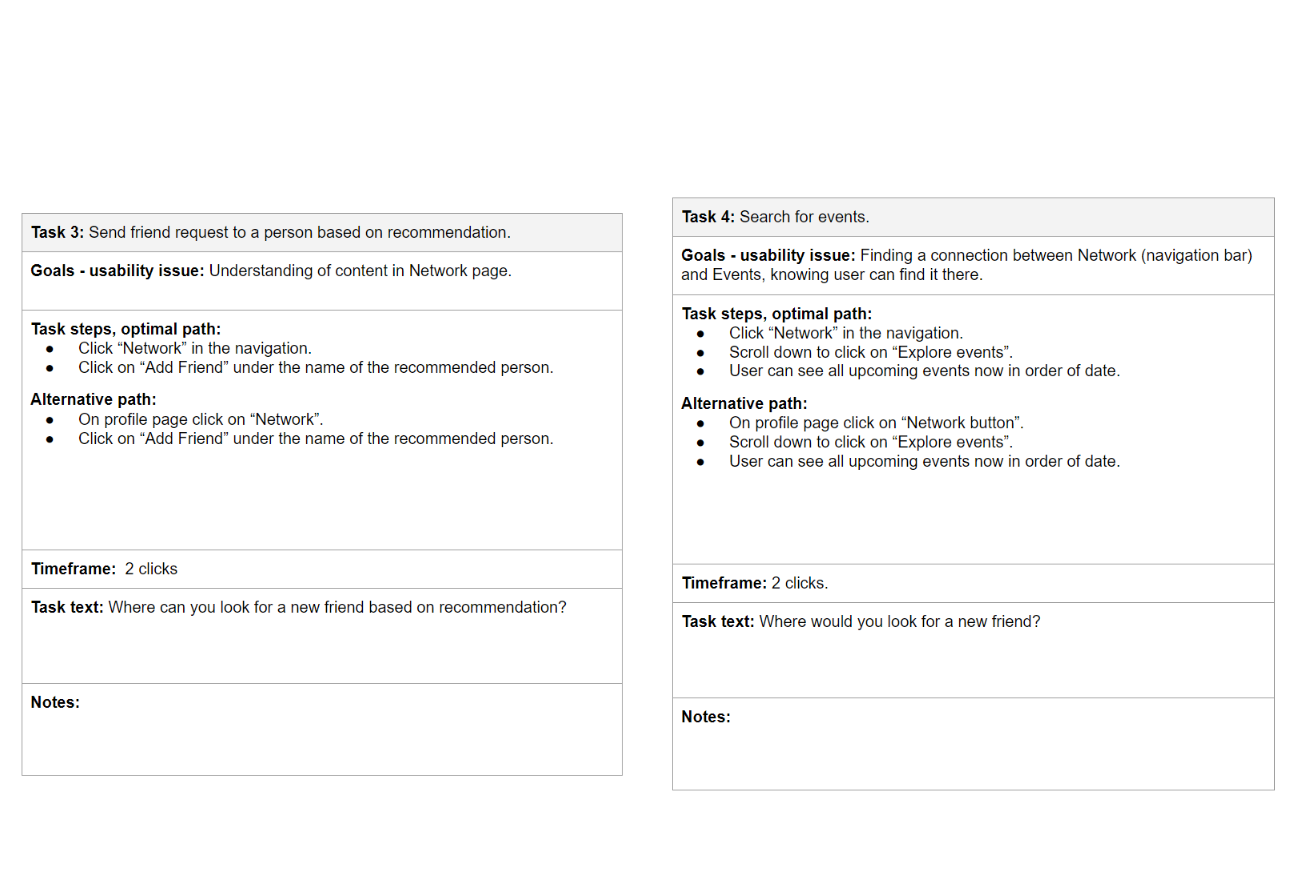 Task 3: Send friend request to a person based on recommendation.
Goals - usability issue: Understanding of content in Network page.
Task steps, optimal path:
● Click “Network” in the navigation.
● Click on “Add Friend” under the name of the recommended person.
Alternative path:
● On profile page click on “Network”.
● Click on “Add Friend” under the name of the recommended person.
Timeframe: 2 clicks
Task text: Where can you look for a new friend based on recommendation?
Notes:
Task 4: Search for events.
Goals - usability issue: Finding a connection between Network (navigation bar)
and Events, knowing user can find it there.
Task steps, optimal path:
● Click “Network” in the navigation.
● Scroll down to click on “Explore events”.
● User can see all upcoming events now in order of date.
Alternative path:
● On profile page click on “Network button”.
● Scroll down to click on “Explore events”.
● User can see all upcoming events now in order of date.
Timeframe: 2 clicks.
Task text: Where would you look for a new friend?
Notes: